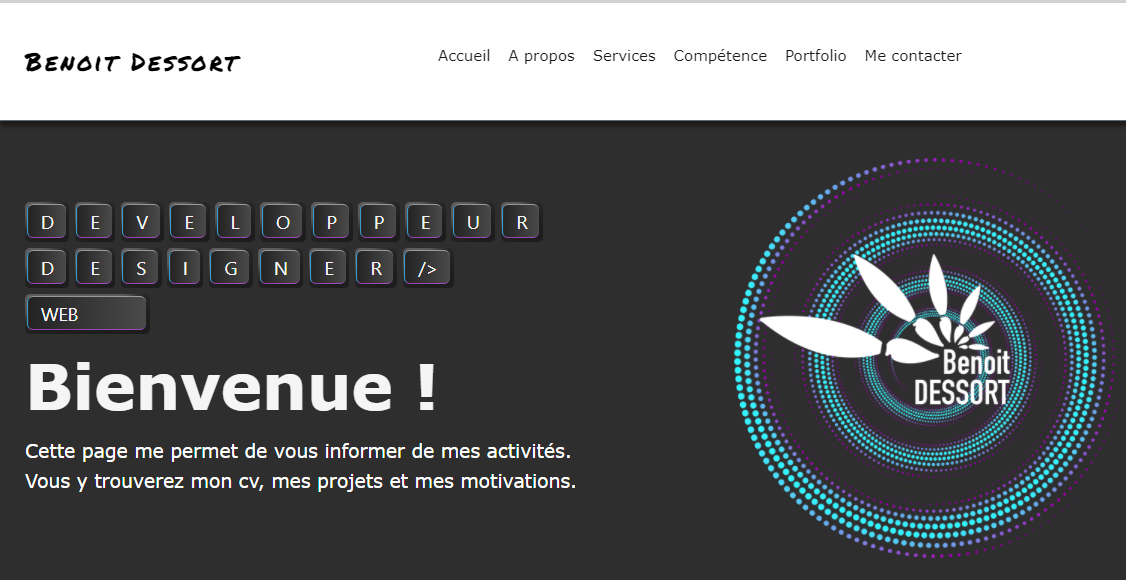 Benoit Dessort
Accueil A propos Services Compétence Portfolio Me contacter
D E V E L O P P E U R
D E S I G N E R />
WEB
Bienvenue !
Cette page me permet de vous informer de mes activités.
Vous y trouverez mon cv, mes projets et mes motivations.
Benoit
DESSORT